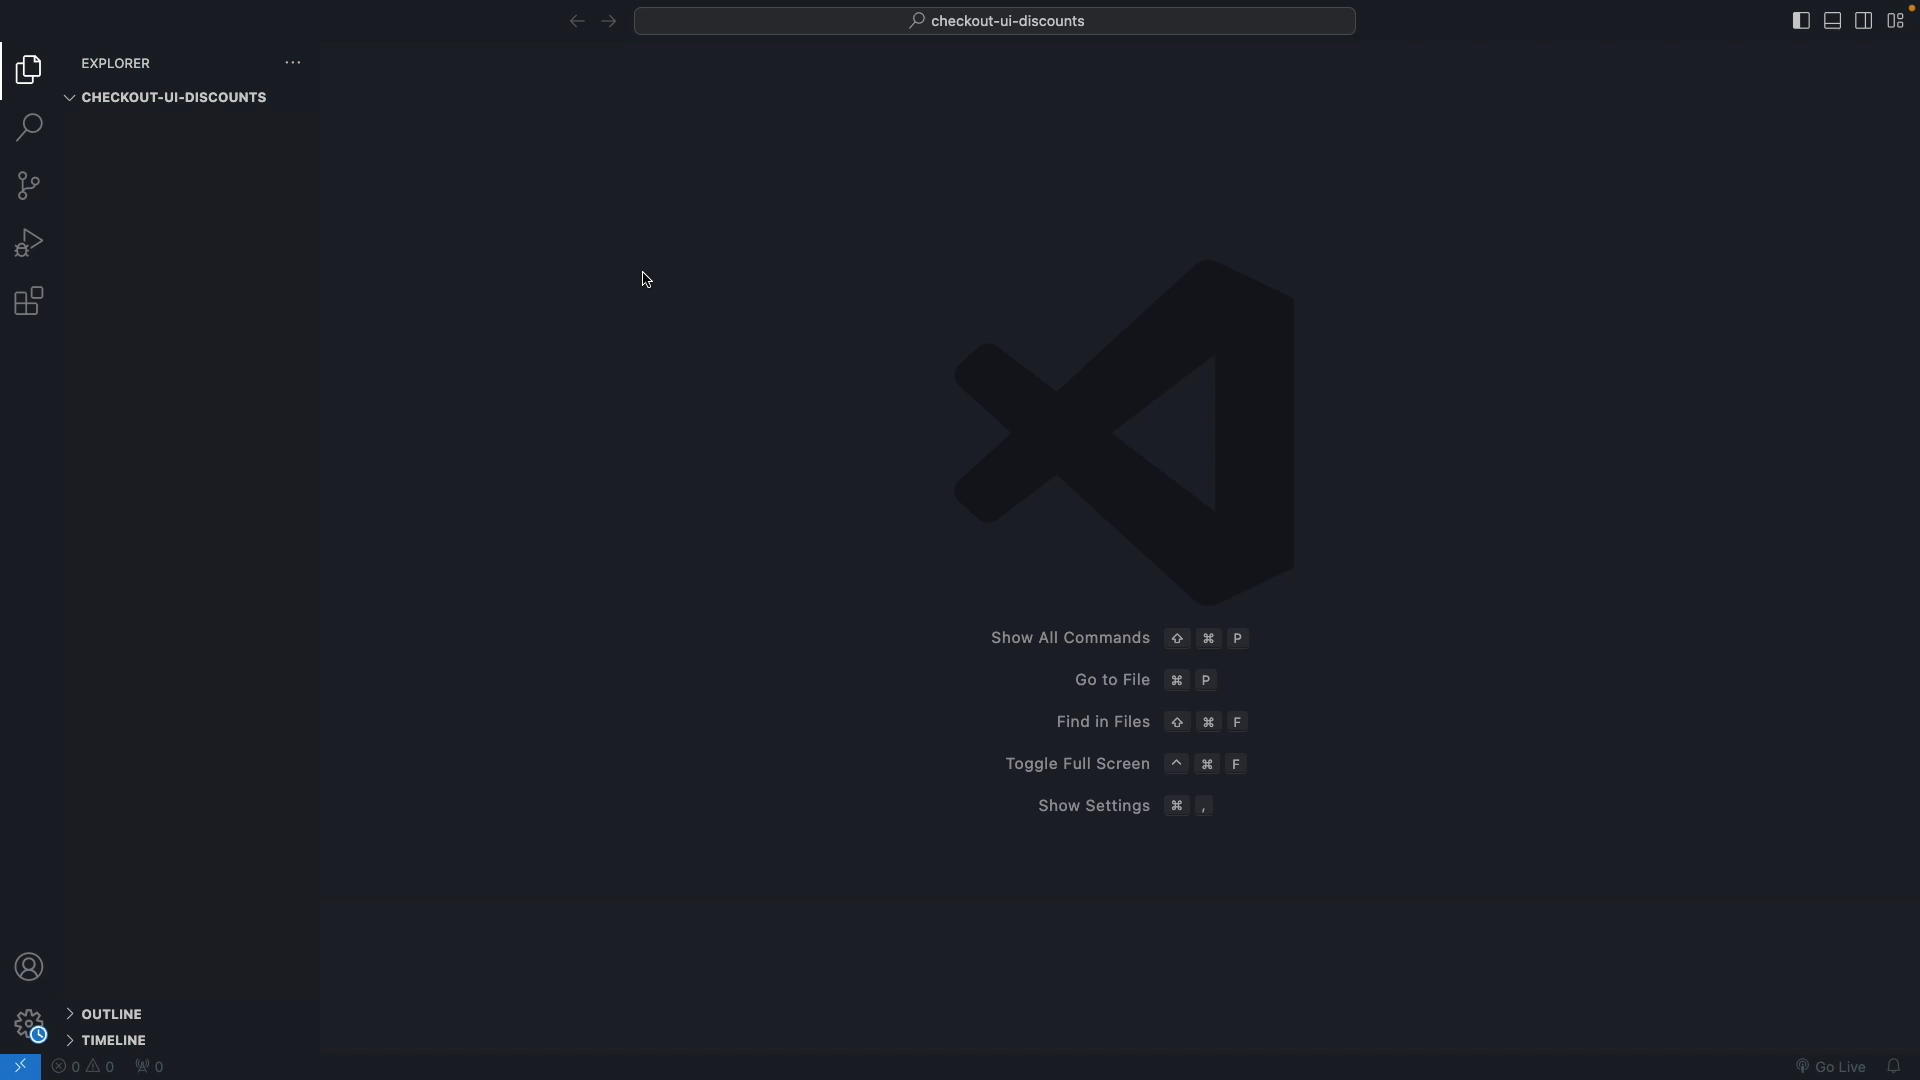 checkout-ui-discounts
EXPLORER
CHECKOUT-UI-DISCOUNTS
Show All Commands ⇧ ⌘ P
Go to File ⌘ P
Find in Files ⇧ ⌘ F
Toggle Full Screen ^ ⌘ F
Show Settings ⌘ ,
OUTLINE
TIMELINE
0 0 0
Go Live